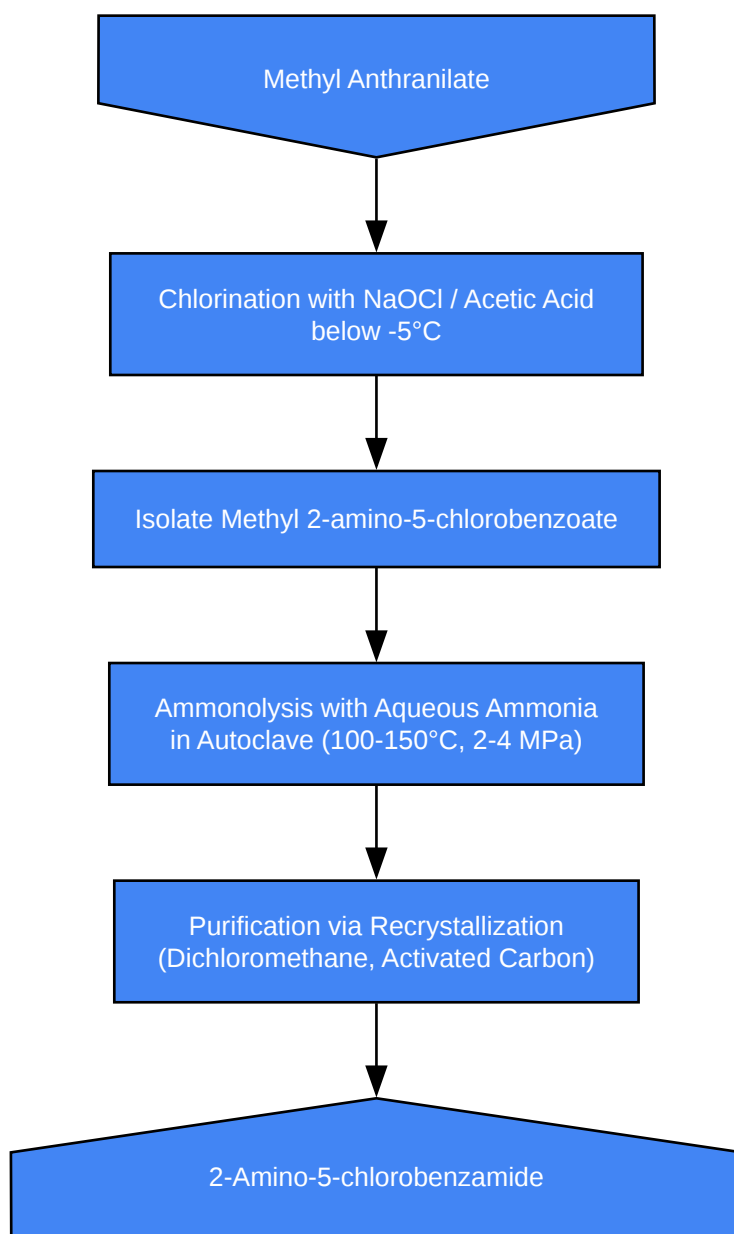 Methyl Anthranilate
Chlorination with NaOCl / Acetic Acid
below -5°C
Isolate Methyl 2-amino-5-chlorobenzoate
Ammonolysis with Aqueous Ammonia
in Autoclave (100-150°C, 2-4 MPa)
Purification via Recrystallization
(Dichloromethane, Activated Carbon)
2-Amino-5-chlorobenzamide